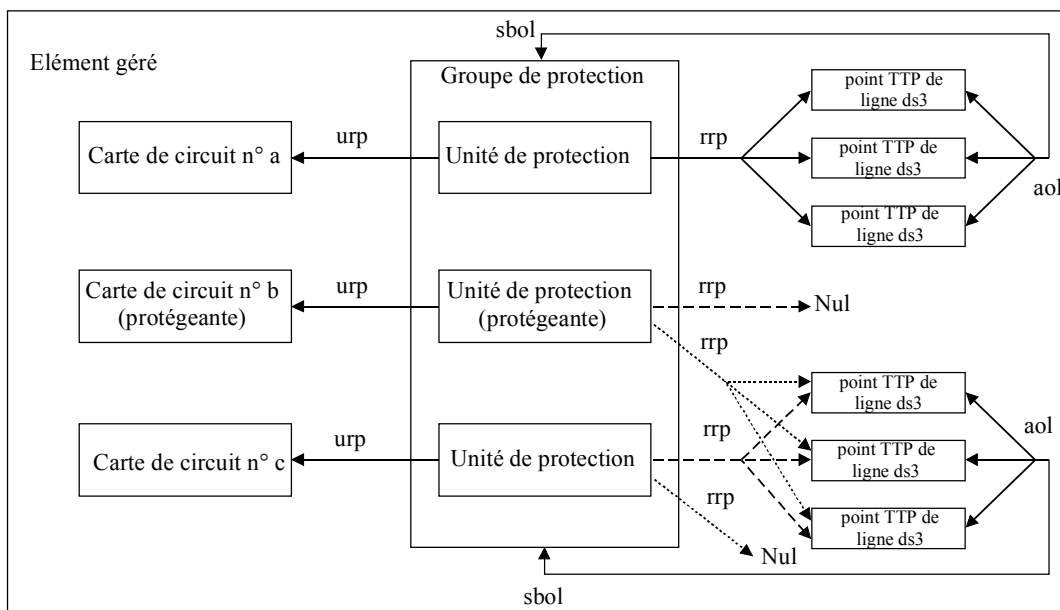 sbol
Elément géré
Groupe de protection
point TTP de
ligne ds3
urp
rrp
Carte de circuit n° a
Unité de protection
point TTP de
ligne ds3
aol
point TTP de
ligne ds3
Carte de circuit n° b
(protégeante)
urp
Unité de protection
(protégeante)
rrp
Nul
rrp
point TTP de
ligne ds3
urp
rrp
aol
Carte de circuit n° c
Unité de protection
point TTP de
ligne ds3
rrp
point TTP de
ligne ds3
Nul
sbol